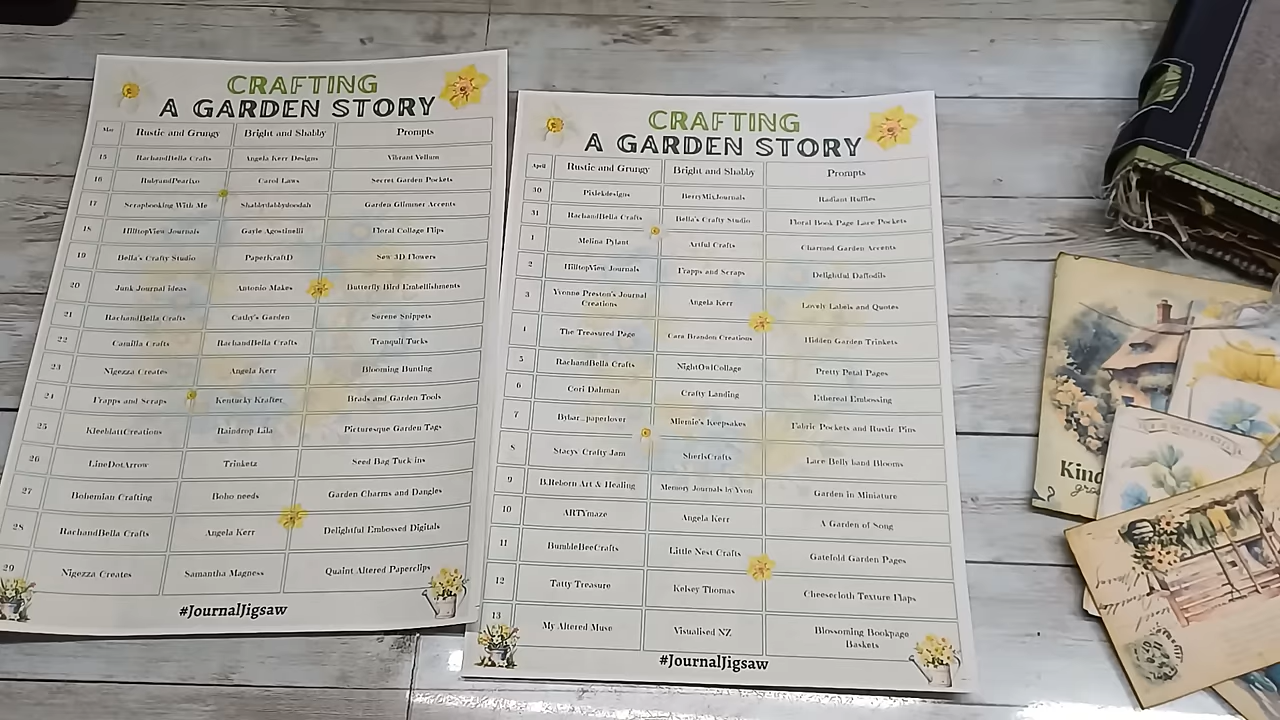 CRAFTING
A GARDEN STORY
Mar Rustic and Grungy Bright and Shabby Prompts
15 RachandBella Crafts Angela Kerr Designs Vibrant Vellum
16 Carol Laws Secret Garden Pockets
17 Scrapbooking With Me Shabbydabbydoodah Garden Glimmer Accents
18 HilltopView Journals Gayle Agostinelli Floral Collage Flips
19 Bella's Crafty Studio PaperKraftD Sew 3D Flowers
20 Junk Journal ideas Antonio Makes Butterfly Bird Embellishments
21 RachandBella Crafts Cathy's Garden Serene Snippets
22 Camilla Crafts RachandBella Crafts Tranquil Tucks
23 Nigezza Creates Angela Kerr Blooming Bunting
24 Frapps and Scraps Kentucky Krafter Brads and Garden Tools
25 KleeblattCreations Raindrop Lila Picturesque Garden Tags
26 LineDotArrow Trinketz Seed Bag Tuck-ins
27 Bohemian Crafting Boho needs Garden Charms and Dangles
28 RachandBella Crafts Angela Kerr Delightful Embossed Digitals
29 Nigezza Creates Samantha Magness Quaint Altered Paperclips
#JournalJigsaw
CRAFTING
A GARDEN STORY
April Rustic and Grungy Bright and Shabby Prompts
30 Pixiekdesigns BerryMixJournals Radiant Ruffles
31 RachandBella Crafts Bella's Crafty Studio Floral Book Page Lace Pockets
1 Melina Pylant Artful Crafts Charmed Garden Accents
2 HilltopView Journals Frapps and Scraps Delightful Daffodils
3 Yvonne Preston's Journal Creations Angela Kerr Lovely Labels and Quotes
4 The Treasured Page Cara Brandon Creations Hidden Garden Trinkets
5 RachandBella Crafts NightOwlCollage Pretty Petal Pages
6 Cori Dahman Crafty Landing Ethereal Embossing
7 Miernie's Keepsakes Fabric Pockets and Rustic Pins
8 Stacys Crafty Jam SherisCrafts Lace Belly band Blooms
9 B.Reborn Art & Healing Memory Journals by Yvon Garden in Miniature
10 ARTYmaze Angela Kerr A Garden of Song
11 BumbleBeeCrafts Little Nest Crafts Gatefold Garden Pages
12 Tatty Treasure Kelsey Thomas Cheesecloth Texture Flaps
13 My Altered Muse Visualised NZ Blossoming Bookpage Baskets
#JournalJigsaw
Kind